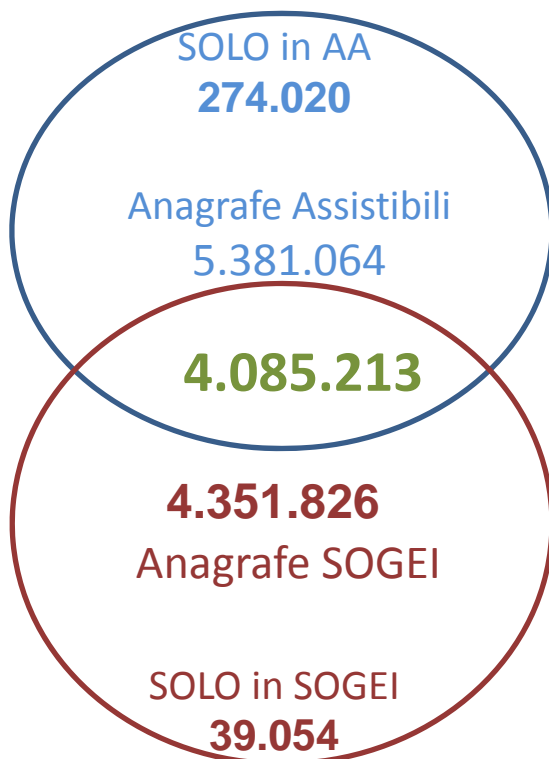 SOLO in AA
274.020
Anagrafe Assistibili
5.381.064
4.085.213
4.351.826
Anagrafe SOGEI
SOLO in SOGEI
39.054